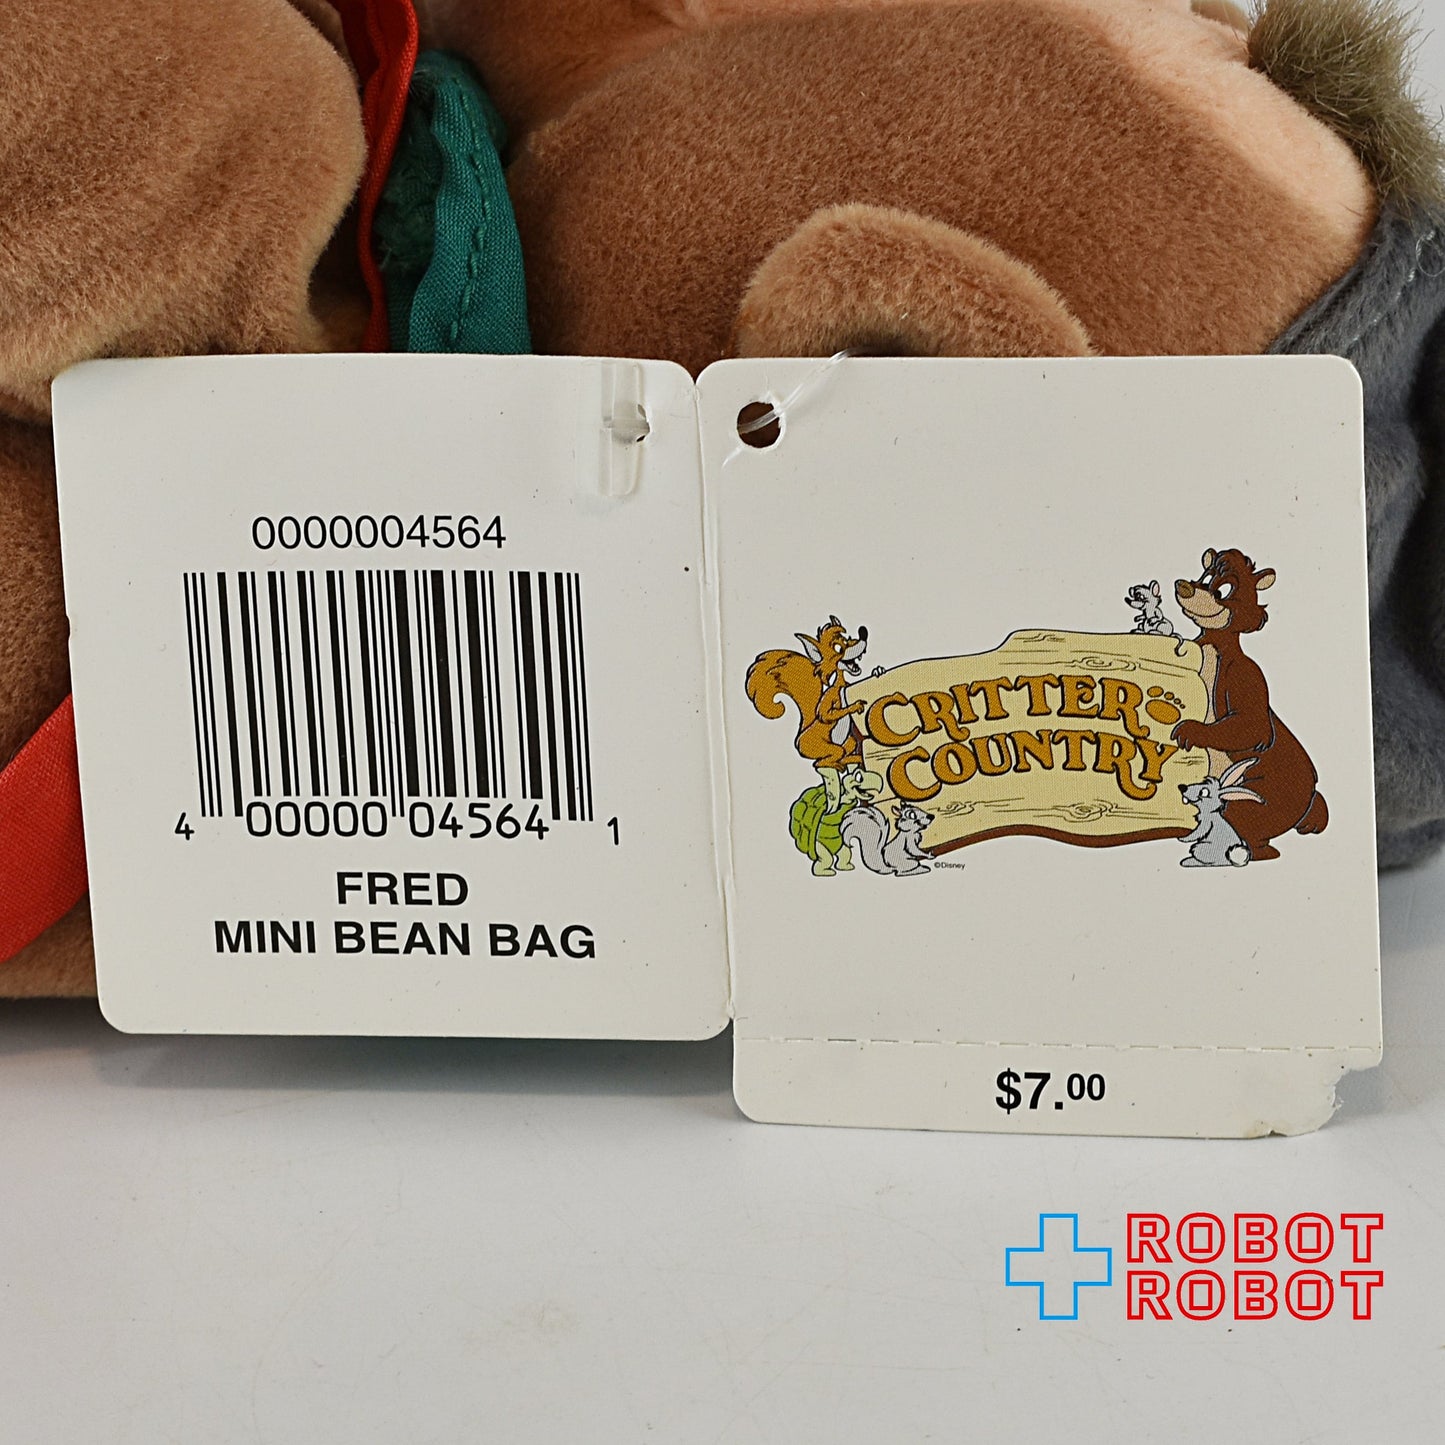 0000004564
4 00000 04564 1
FRED
MINI BEAN BAG
CRITTER
COUNTRY
©Disney
$7.00
ROBOT
ROBOT